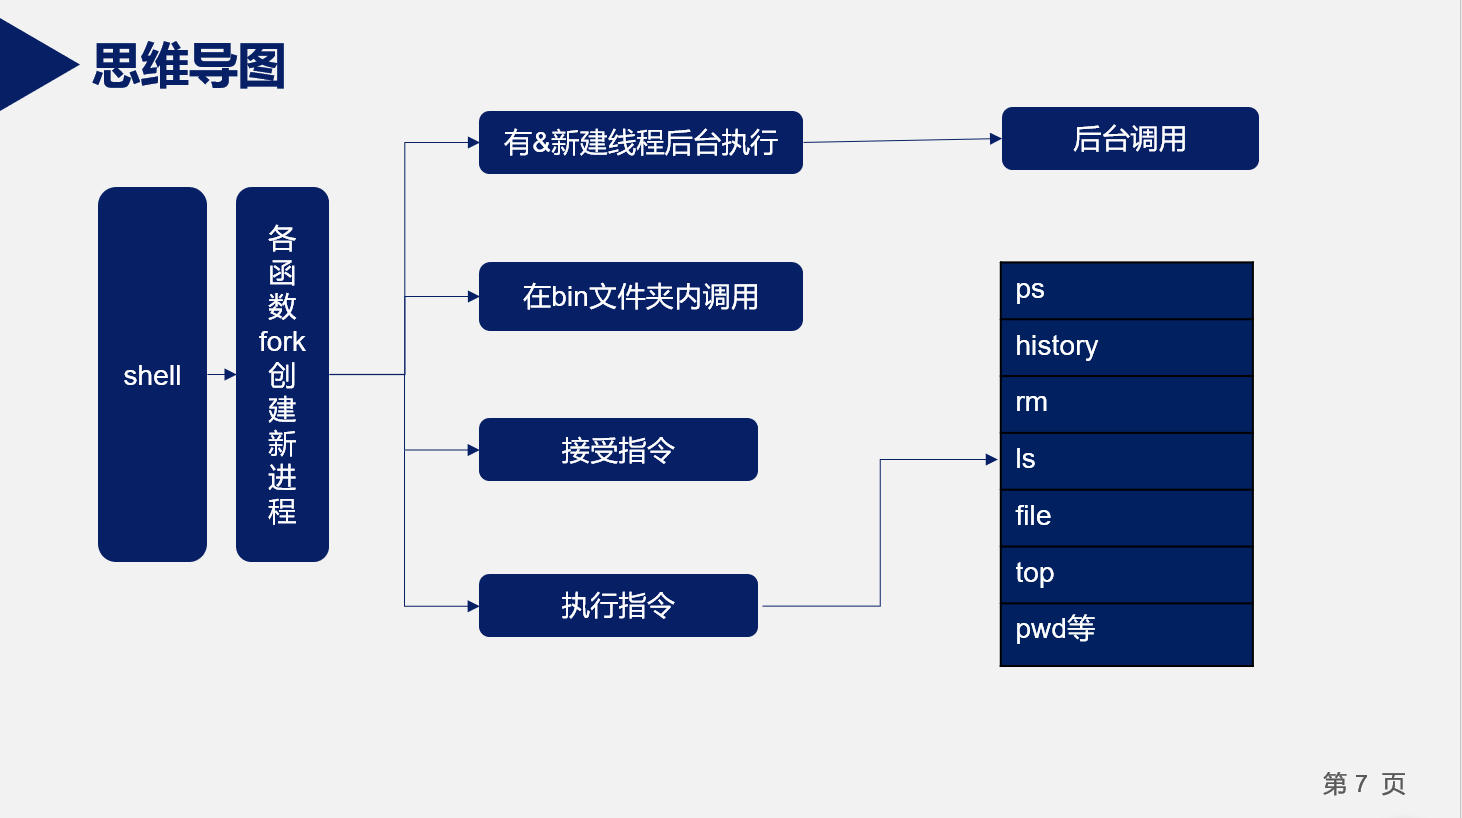 思维导图
shell
各
函
数
fork
创
建
新
进
程
有&新建线程后台执行
后台调用
在bin文件夹内调用
接受指令
执行指令
ps
history
rm
ls
file
top
pwd等
第 7 页